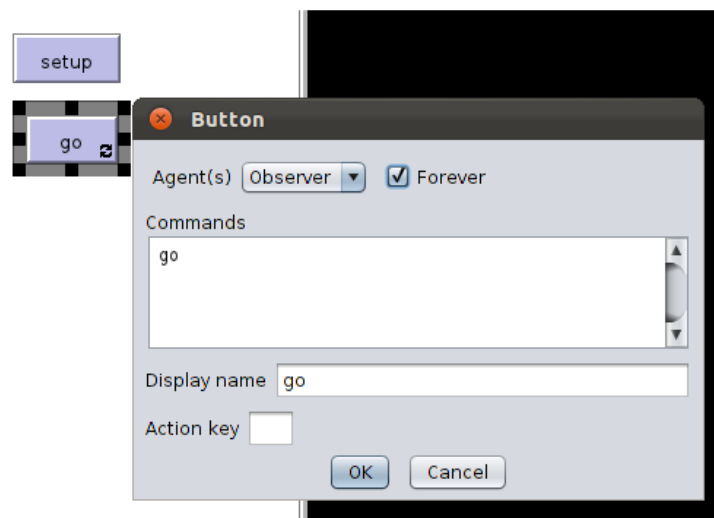 setup
go
Button
Agent(s) Observer Forever
Commands
go
Display name go
Action key
OK Cancel